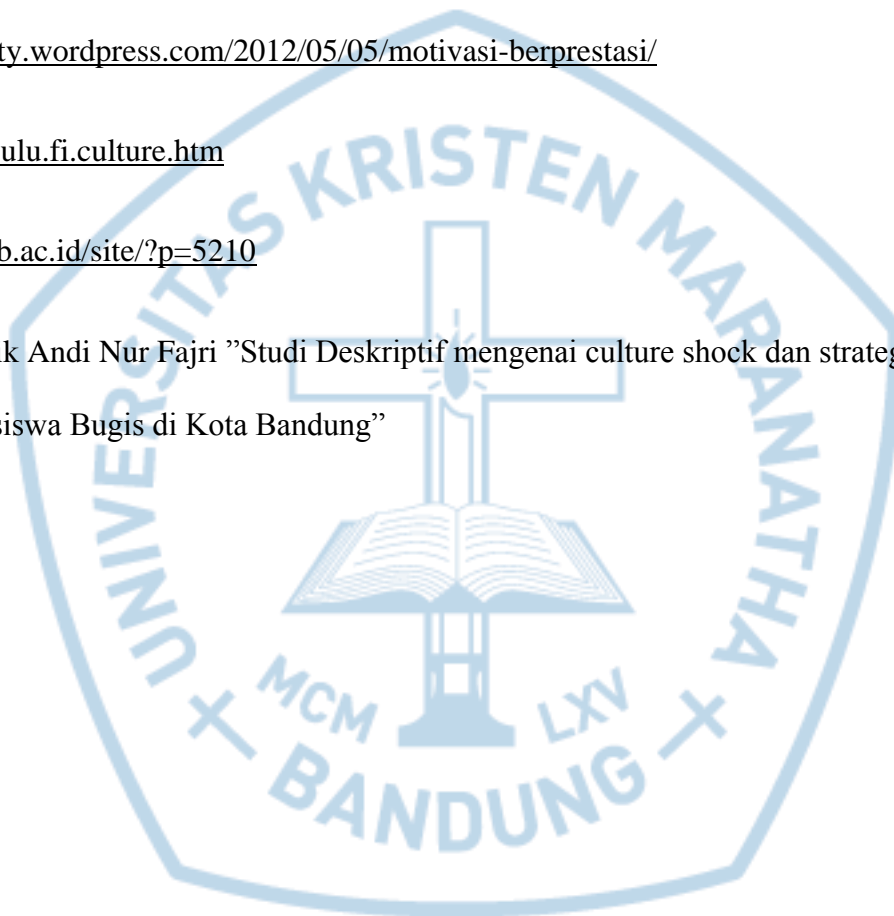 ty.wordpress.com/2012/05/05/motivasi-berprestasi/
ulu.fi.culture.htm
b.ac.id/site/?p=5210
k Andi Nur Fajri ”Studi Deskriptif mengenai culture shock dan strateg
siswa Bugis di Kota Bandung”
UNIVERSITAS KRISTEN MARANATHA
MCM LXV
BANDUNG